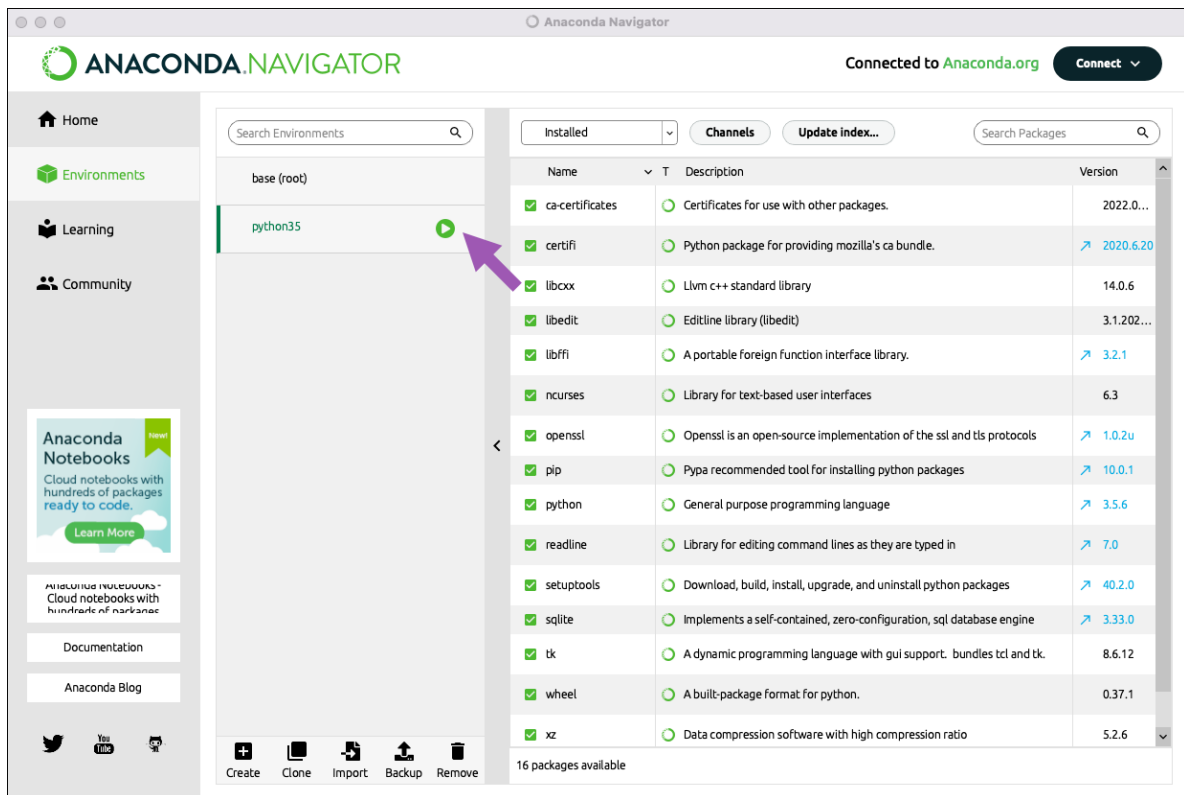 Anaconda Navigator
ANACONDA.NAVIGATOR
Connected to Anaconda.org
Connect
Home
Environments
Learning
Community
Anaconda
Notebooks
New!
Cloud notebooks with
hundreds of packages
ready to code.
Learn More
Anaconda Notebooks -
Cloud notebooks with
hundreds of packages
Documentation
Anaconda Blog
You
Tube
Search Environments
base (root)
python35
Create Clone Import Backup Remove
Installed
Channels
Update index...
Search Packages
Name T Description Version
ca-certificates Certificates for use with other packages. 2022.0...
certifi Python package for providing mozilla's ca bundle. 2020.6.20
libcxx Llvm c++ standard library 14.0.6
libedit Editline library (libedit) 3.1.202...
libffi A portable foreign function interface library. 3.2.1
ncurses Library for text-based user interfaces 6.3
openssl Openssl is an open-source implementation of the ssl and tls protocols 1.0.2u
pip Pypa recommended tool for installing python packages 10.0.1
python General purpose programming language 3.5.6
readline Library for editing command lines as they are typed in 7.0
setuptools Download, build, install, upgrade, and uninstall python packages 40.2.0
sqlite Implements a self-contained, zero-configuration, sql database engine 3.33.0
tk A dynamic programming language with gui support. bundles tcl and tk. 8.6.12
wheel A built-package format for python. 0.37.1
xz Data compression software with high compression ratio 5.2.6
16 packages available